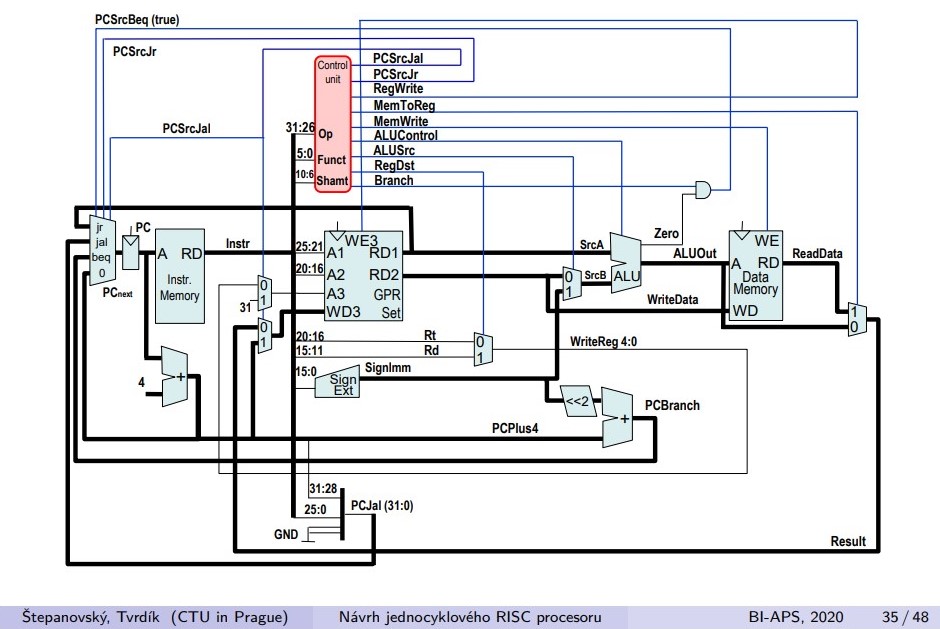 PCSrcBeq (true)
PCSrcJr
PCSrcJal
Control
unit
PCSrcJal
PCSrcJr
RegWrite
MemToReg
MemWrite
ALUControl
ALUSrc
RegDst
Branch
31:26 Op
5:0 Funct
10:6 Shamt
jr
jal
beq
0
PC
PCnext
A RD
Instr.
Memory
Instr
25:21
20:16
31
0
1
0
1
WE3
A1 RD1
A2 RD2
A3 GPR
WD3 Set
SrcA
0
1
SrcB
ALU
Zero
ALUOut
WriteData
WE
A RD
Data
Memory
WD
ReadData
1
0
4
+
20:16 Rt
15:11 Rd
0
1
WriteReg 4:0
15:0
Sign
Ext
SignImm
<<2
+
PCBranch
PCPlus4
31:28
25:0
PCJal (31:0)
GND
Result
Štepanovský, Tvrdík (CTU in Prague) Návrh jednocyklového RISC procesoru BI-APS, 2020 35 / 48